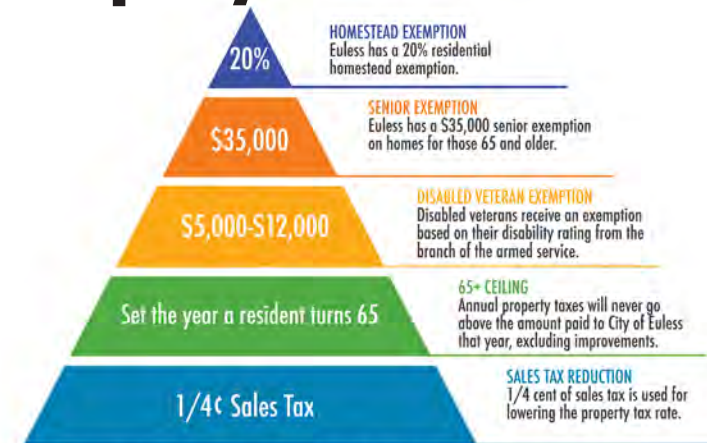 20%
HOMESTEAD EXEMPTION
Euless has a 20% residential
homestead exemption.
$35,000
SENIOR EXEMPTION
Euless has a $35,000 senior exemption
on homes for those 65 and older.
$5,000-$12,000
DISABLED VETERAN EXEMPTION
Disabled veterans receive an exemption
based on their disability rating from the
branch of the armed service.
Set the year a resident turns 65
65+ CEILING
Annual property taxes will never go
above the amount paid to City of Euless
that year, excluding improvements.
1/4¢ Sales Tax
SALES TAX REDUCTION
1/4 cent of sales tax is used for
lowering the property tax rate.